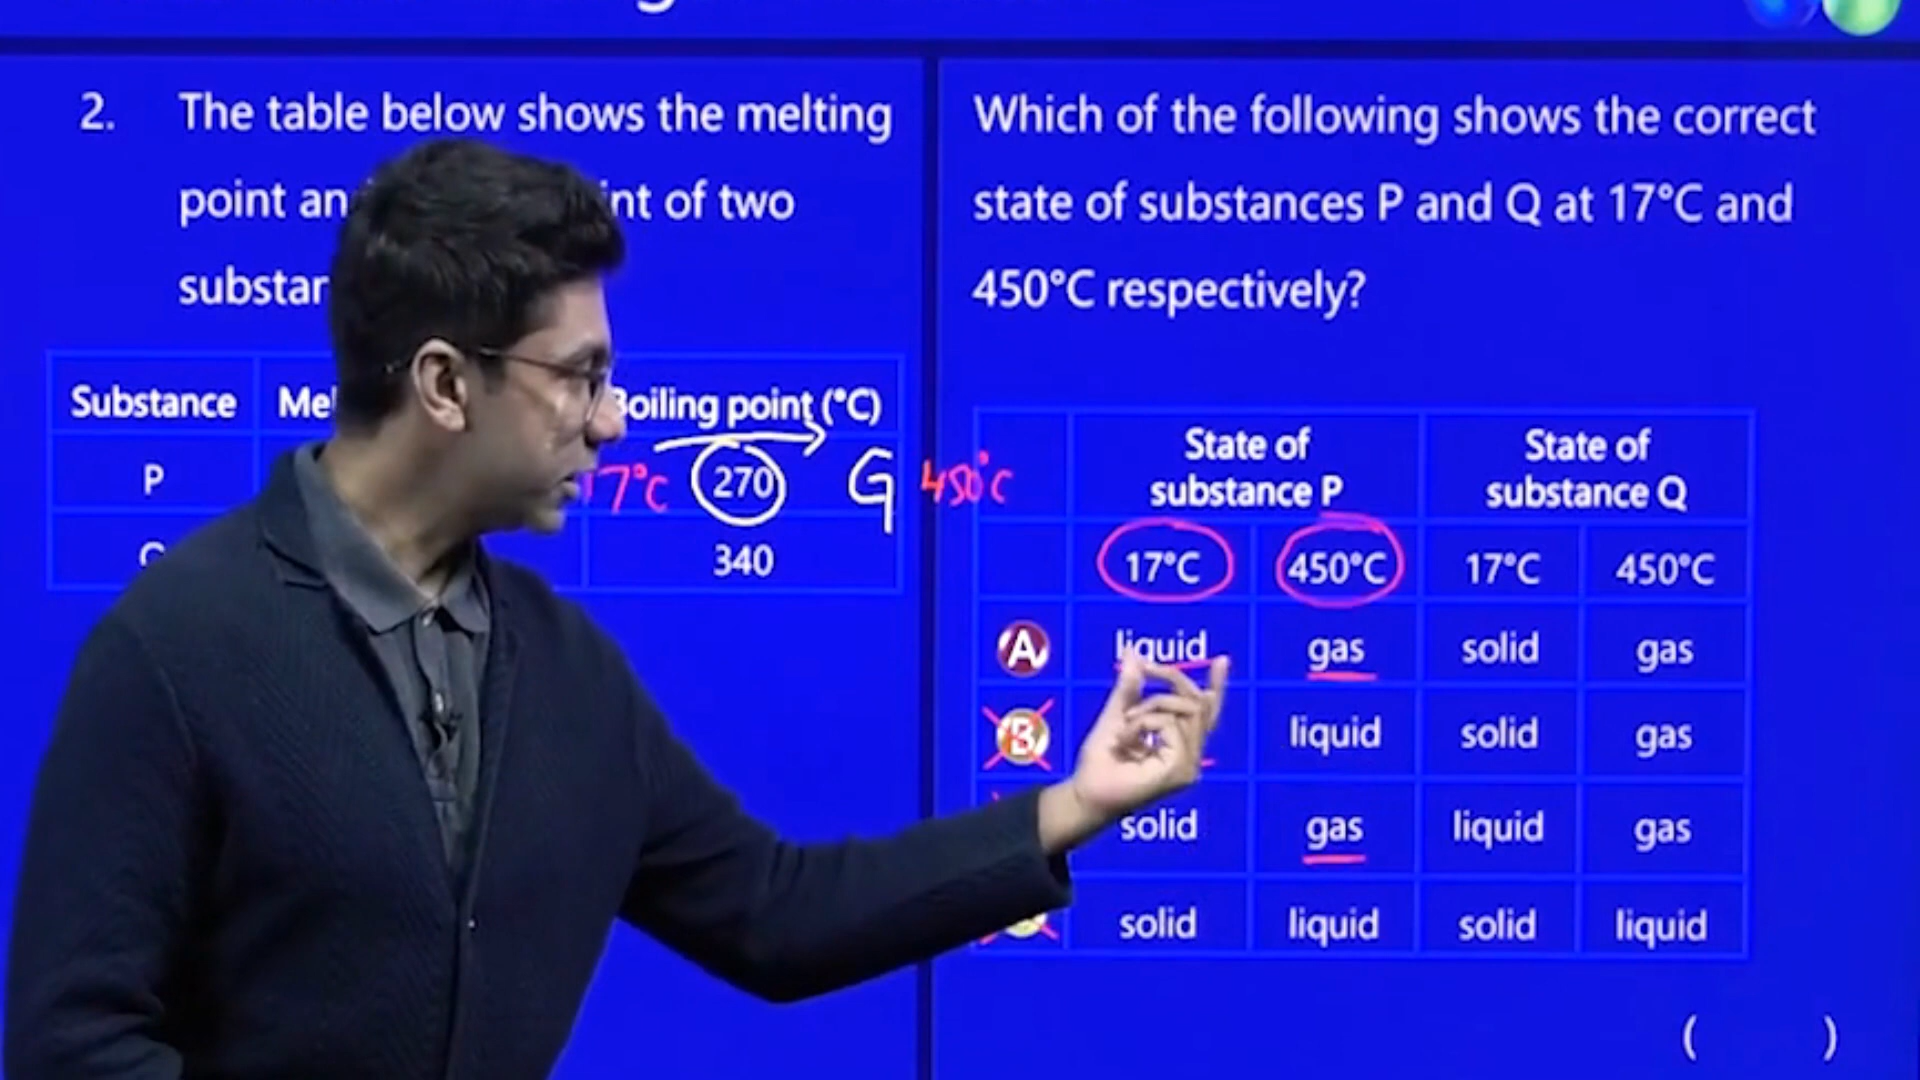 2. The table below shows the melting
point an nt of two
substan
Substance Mel Boiling point (°C)
P 17°C 270 G 450°C
340
Which of the following shows the correct
state of substances P and Q at 17°C and
450°C respectively?
State of substance P State of substance Q
17°C 450°C 17°C 450°C
A liquid gas solid gas
B liquid solid gas
solid gas liquid gas
solid liquid solid liquid
( )